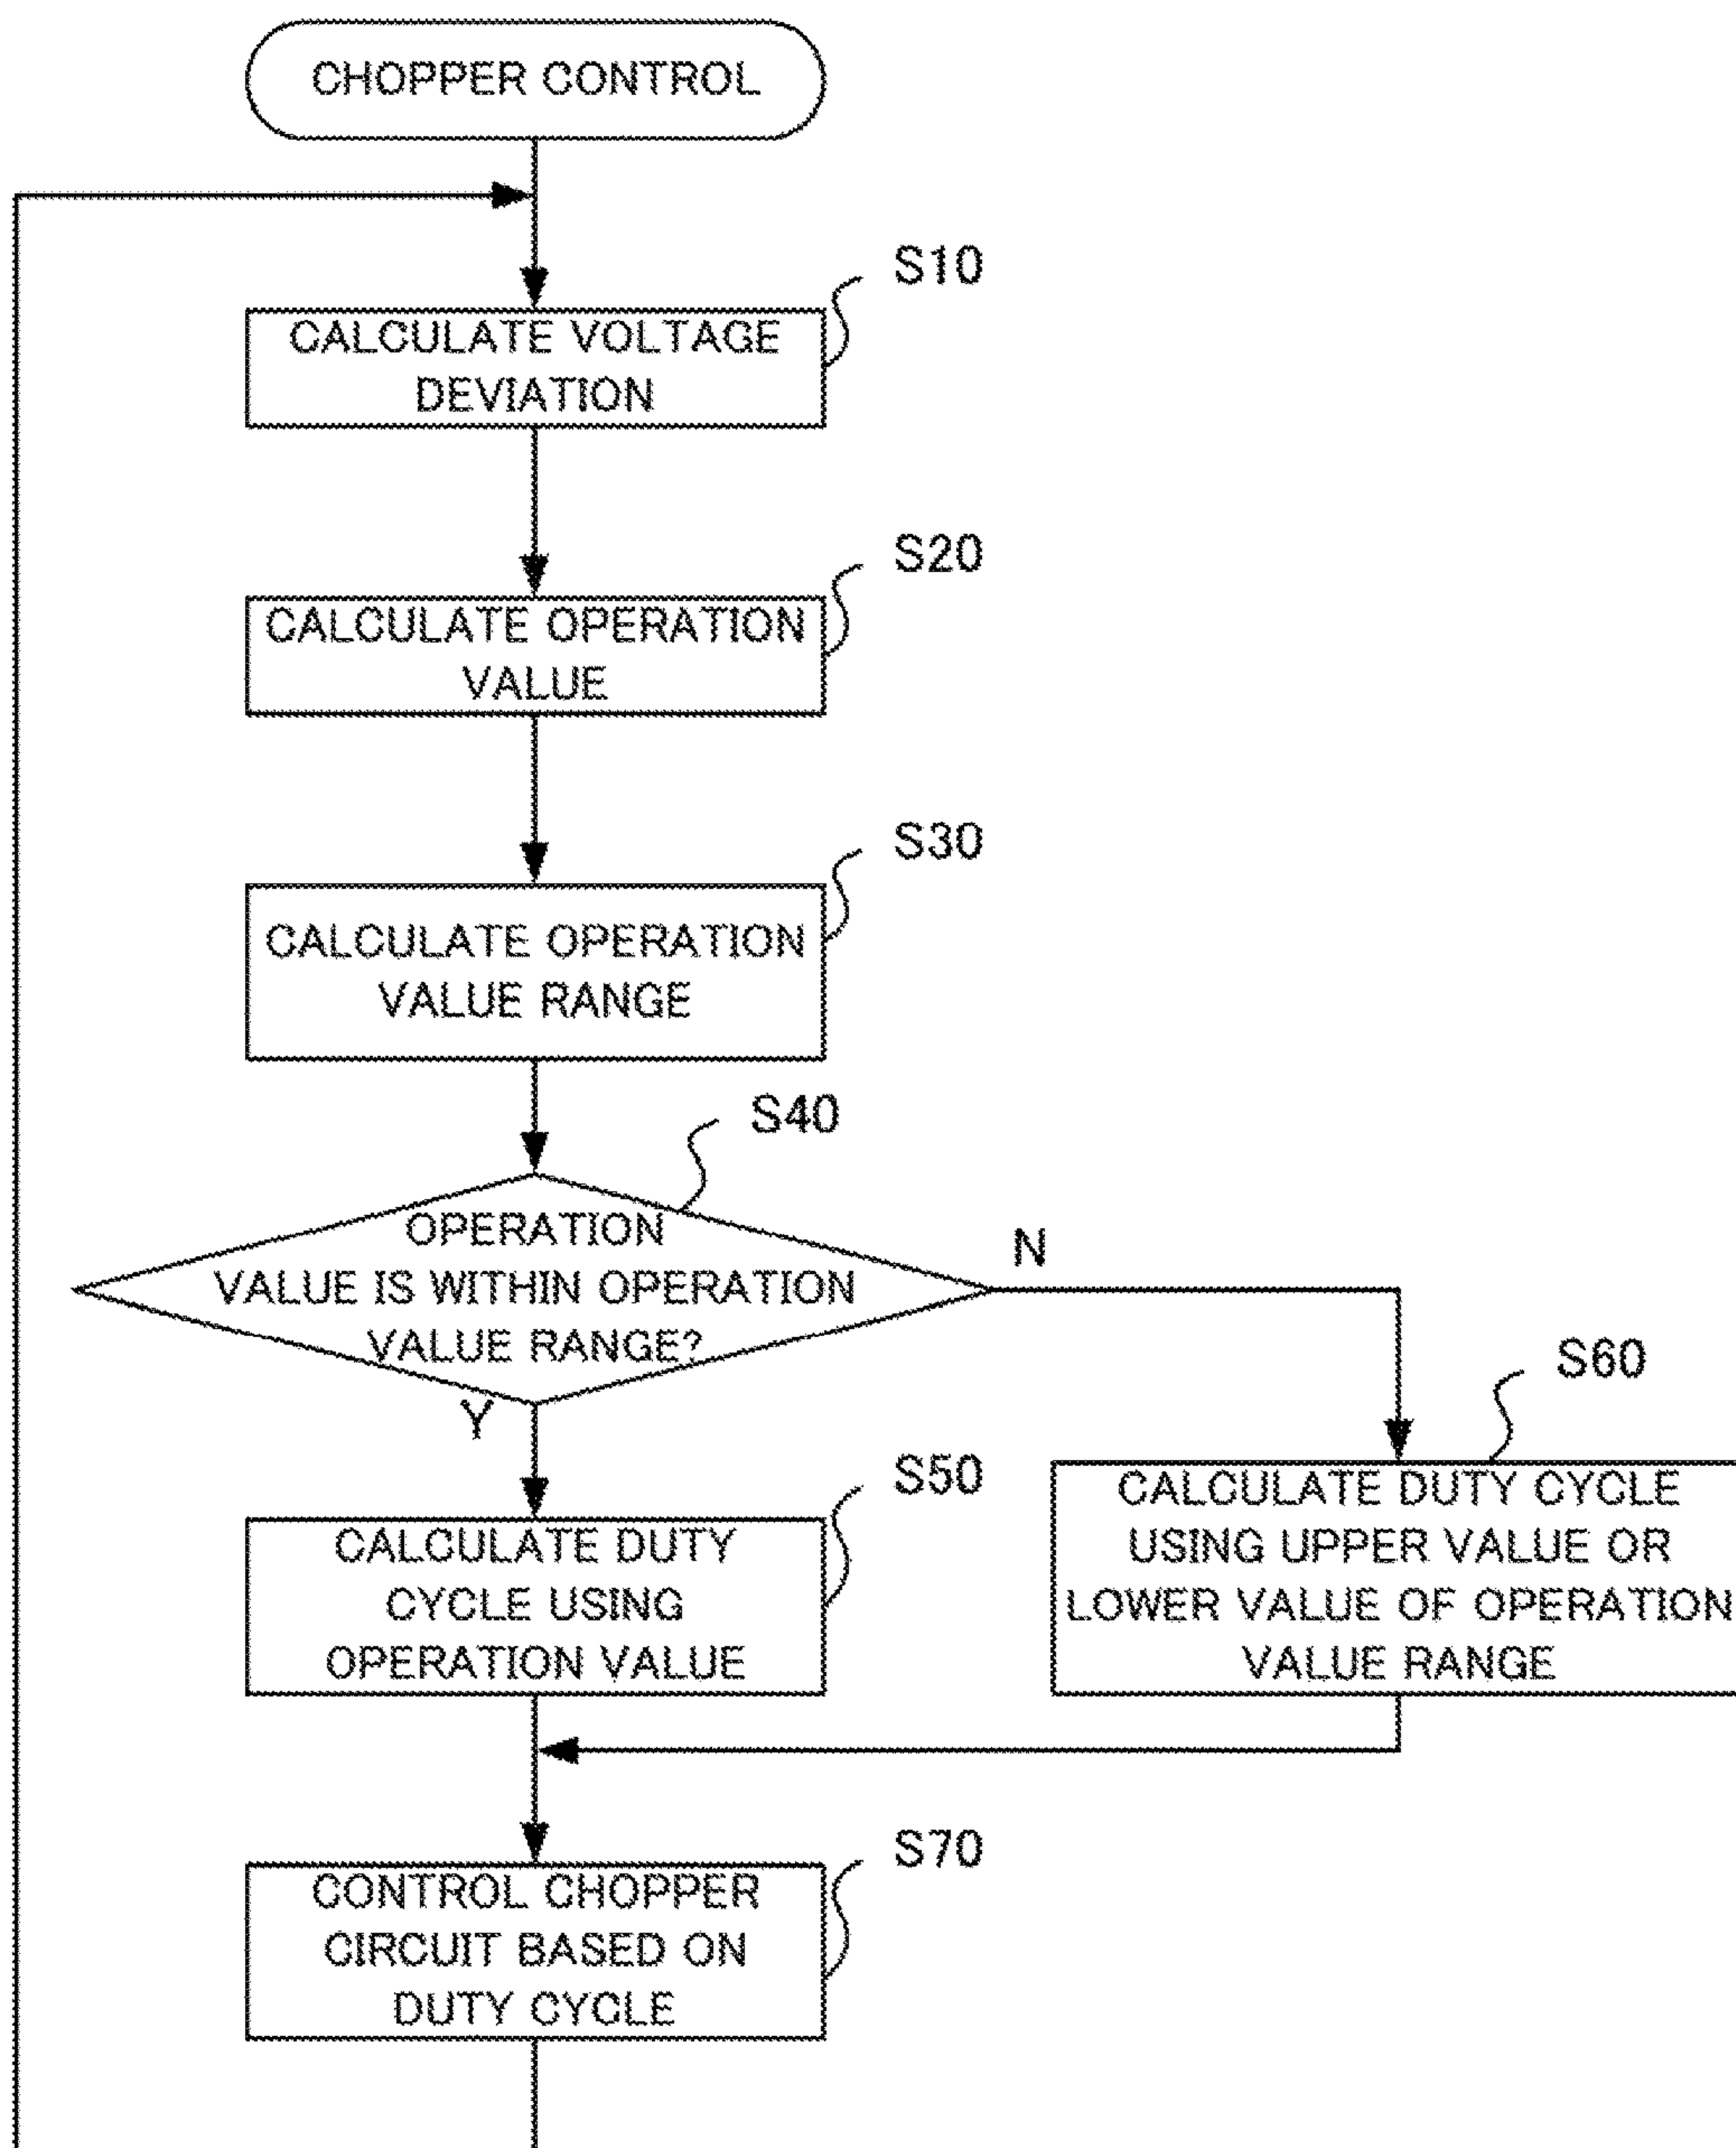 CHOPPER CONTROL
S10
CALCULATE VOLTAGE
DEVIATION
S20
CALCULATE OPERATION
VALUE
S30
CALCULATE OPERATION
VALUE RANGE
S40
OPERATION
VALUE IS WITHIN OPERATION
VALUE RANGE?
N
Y
S50
CALCULATE DUTY
CYCLE USING
OPERATION VALUE
S60
CALCULATE DUTY CYCLE
USING UPPER VALUE OR
LOWER VALUE OF OPERATION
VALUE RANGE
S70
CONTROL CHOPPER
CIRCUIT BASED ON
DUTY CYCLE